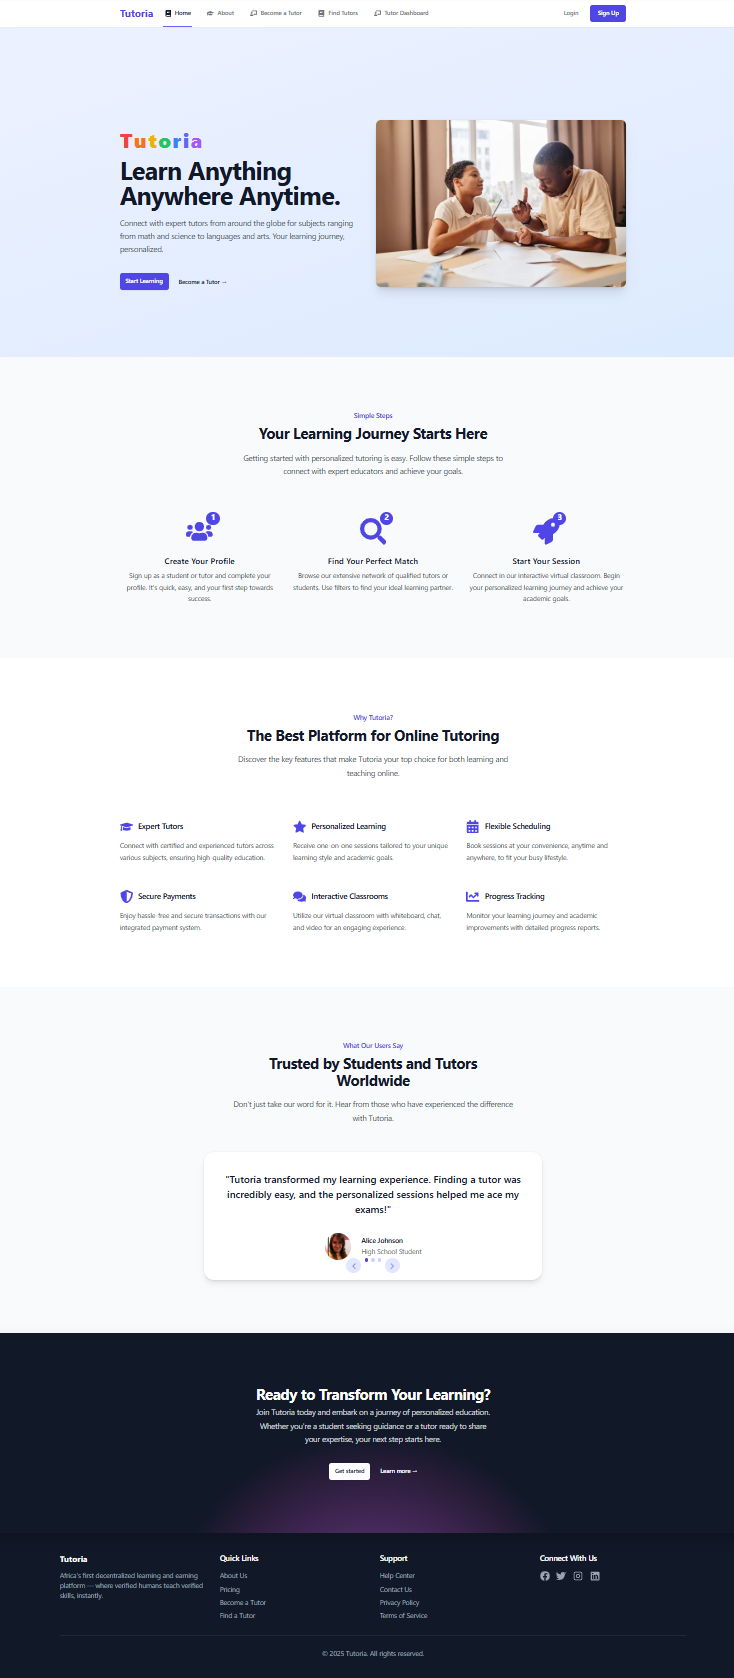 Tutoria Home About Become a Tutor Find Tutors Tutor Dashboard Login Sign Up
Tutoria
Learn Anything
Anywhere Anytime.
Connect with expert tutors from around the globe for subjects ranging
from math and science to languages and arts. Your learning journey,
personalized.
Start Learning Become a Tutor →
Simple Steps
Your Learning Journey Starts Here
Getting started with personalized tutoring is easy. Follow these simple steps to
connect with expert educators and achieve your goals.
1
Create Your Profile
Sign up as a student or tutor and complete your
profile. It's quick, easy, and your first step towards
success.
2
Find Your Perfect Match
Browse our extensive network of qualified tutors or
students. Use filters to find your ideal learning partner.
3
Start Your Session
Connect in our interactive virtual classroom. Begin
your personalized learning journey and achieve your
academic goals.
Why Tutoria?
The Best Platform for Online Tutoring
Discover the key features that make Tutoria your top choice for both learning and
teaching online.
Expert Tutors
Connect with certified and experienced tutors across
various subjects, ensuring high-quality education.
Personalized Learning
Receive one-on-one sessions tailored to your unique
learning style and academic goals.
Flexible Scheduling
Book sessions at your convenience, anytime and
anywhere, to fit your busy lifestyle.
Secure Payments
Enjoy hassle-free and secure transactions with our
integrated payment system.
Interactive Classrooms
Utilize our virtual classroom with whiteboard, chat,
and video for an engaging experience.
Progress Tracking
Monitor your learning journey and academic
improvements with detailed progress reports.
What Our Users Say
Trusted by Students and Tutors
Worldwide
Don't just take our word for it. Hear from those who have experienced the difference
with Tutoria.
"Tutoria transformed my learning experience. Finding a tutor was
incredibly easy, and the personalized sessions helped me ace my
exams!"
Alice Johnson
High School Student
Ready to Transform Your Learning?
Join Tutoria today and embark on a journey of personalized education.
Whether you're a student seeking guidance or a tutor ready to share
your expertise, your next step starts here.
Get started Learn more →
Tutoria
Africa's first decentralized learning and earning
platform — where verified humans teach verified
skills, instantly.
Quick Links
About Us
Pricing
Become a Tutor
Find a Tutor
Support
Help Center
Contact Us
Privacy Policy
Terms of Service
Connect With Us
© 2025 Tutoria. All rights reserved.